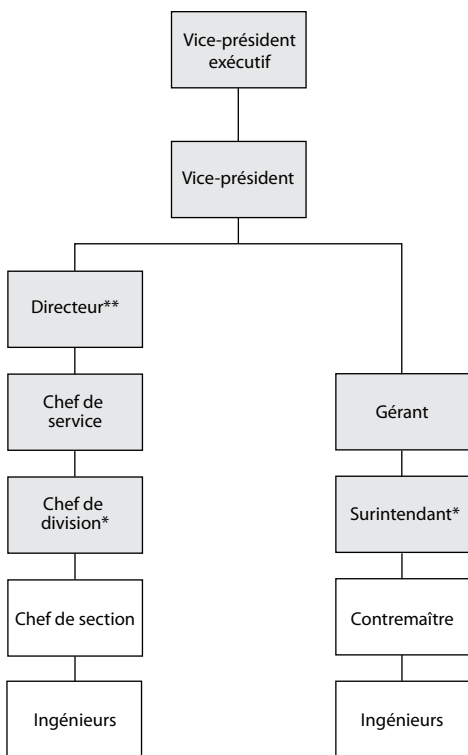 Vice-président
exécutif
Vice-président
Directeur**
Chef de
service
Gérant
Chef de
division*
Surintendant*
Chef de section
Contremaître
Ingénieurs
Ingénieurs